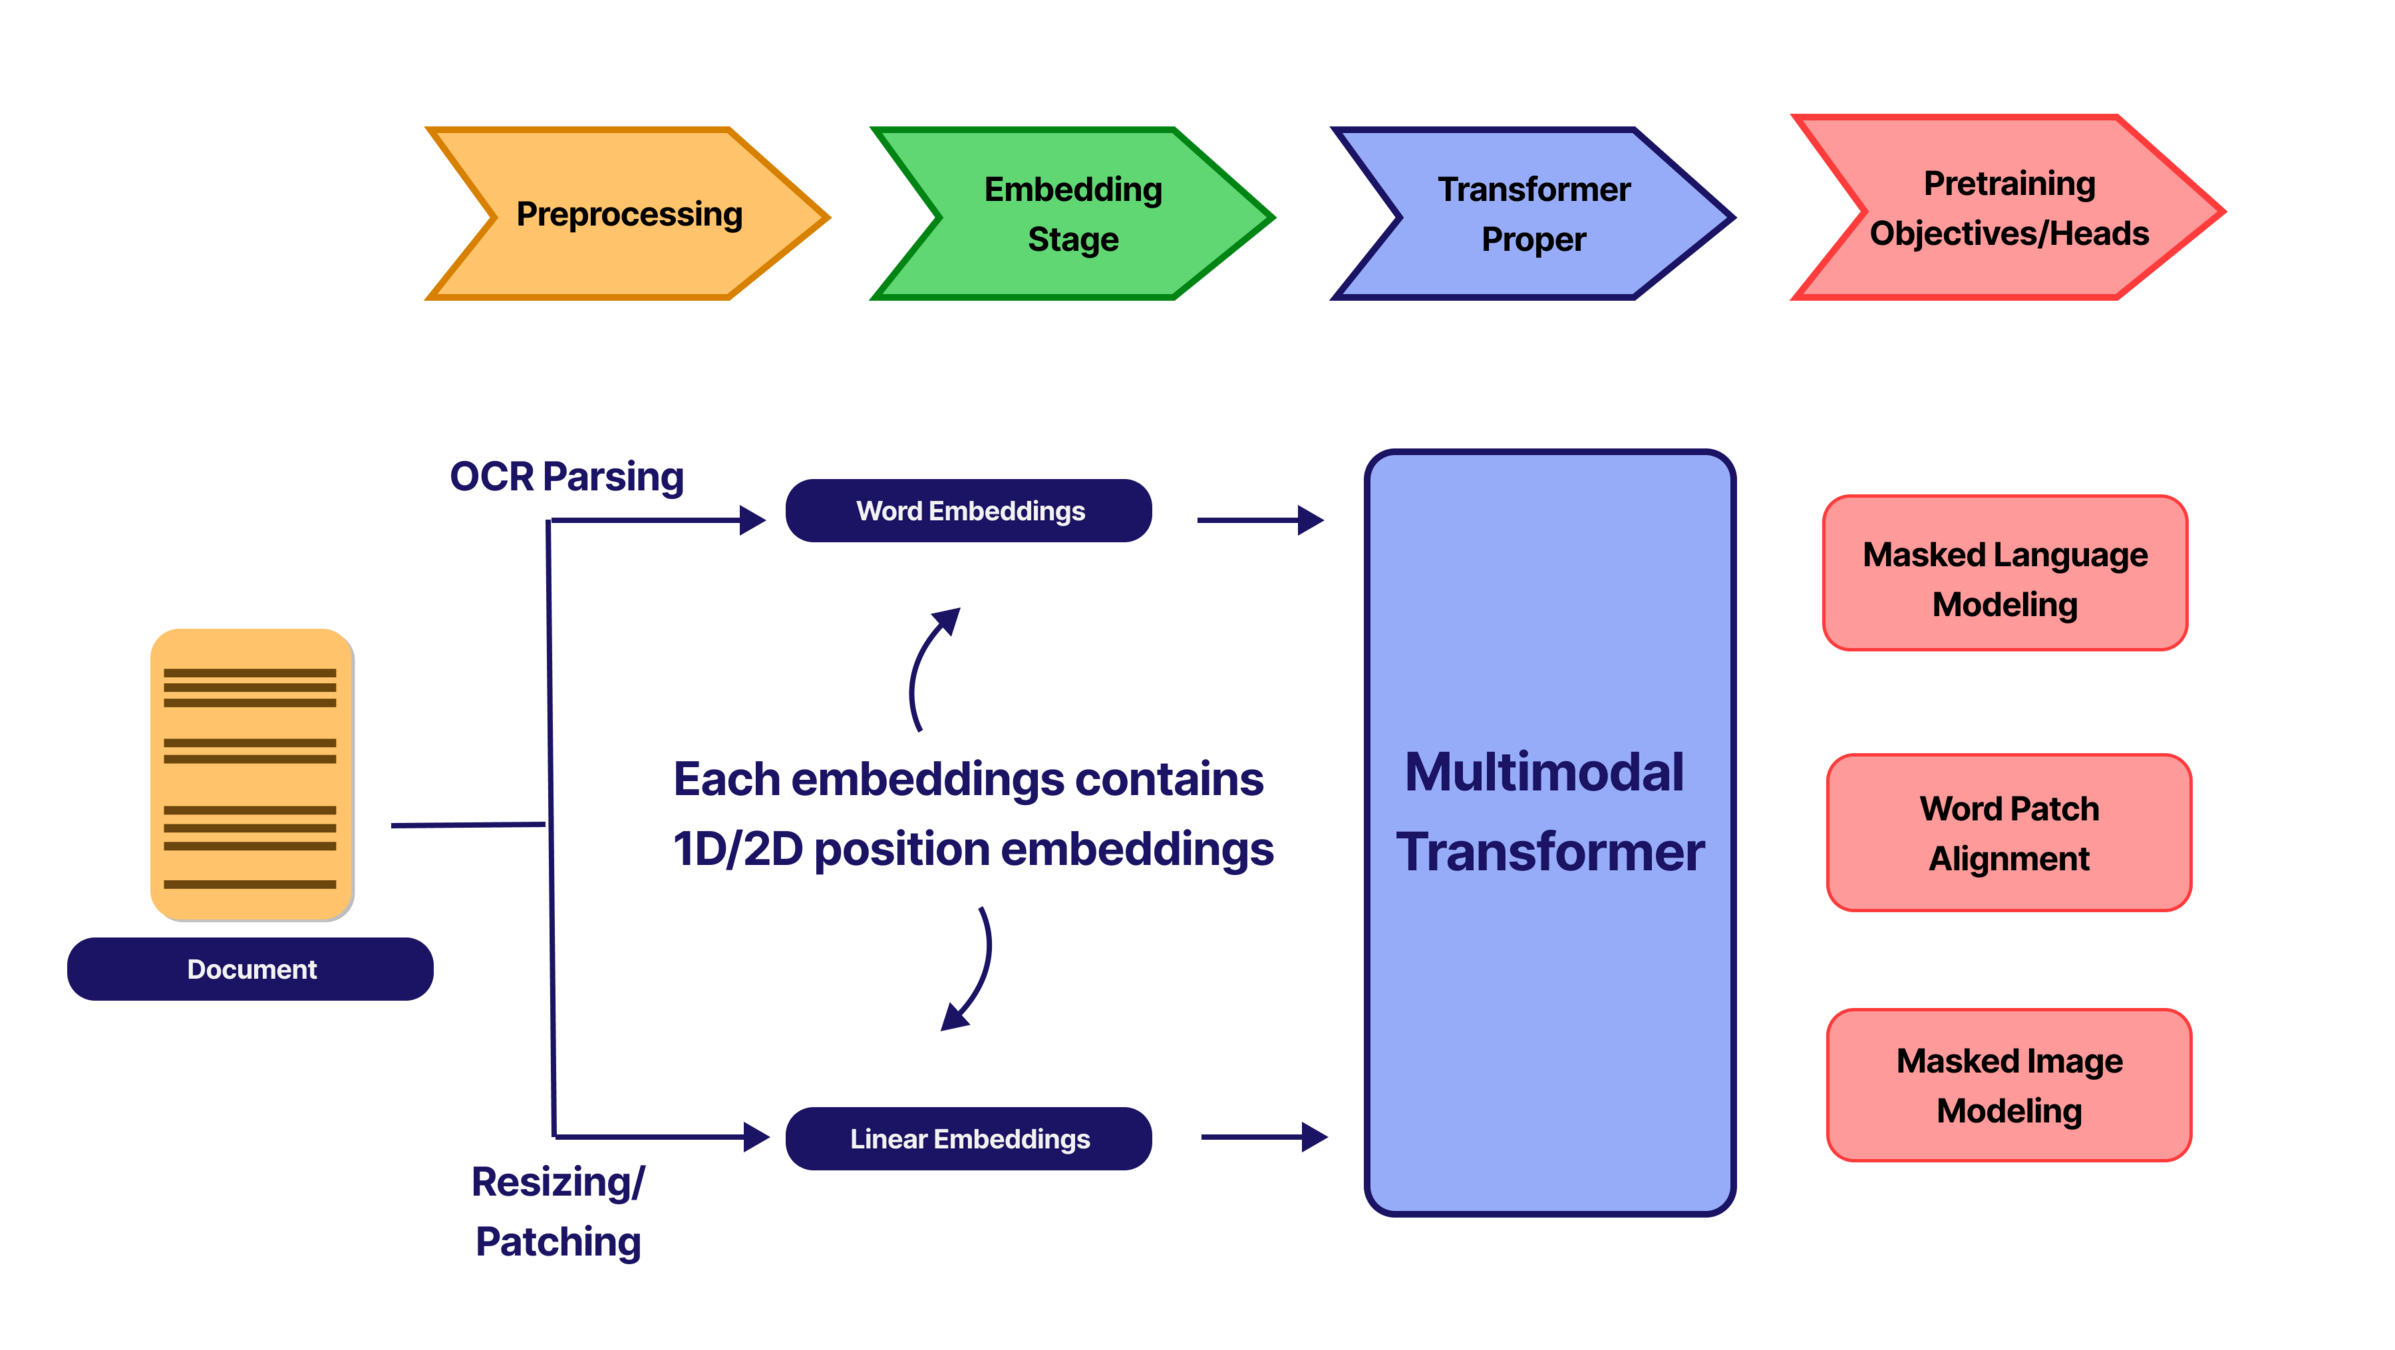 Preprocessing
Embedding
Stage
Transformer
Proper
Pretraining
Objectives/Heads
OCR Parsing
Word Embeddings
Each embeddings contains
1D/2D position embeddings
Document
Linear Embeddings
Resizing/
Patching
Multimodal
Transformer
Masked Language
Modeling
Word Patch
Alignment
Masked Image
Modeling